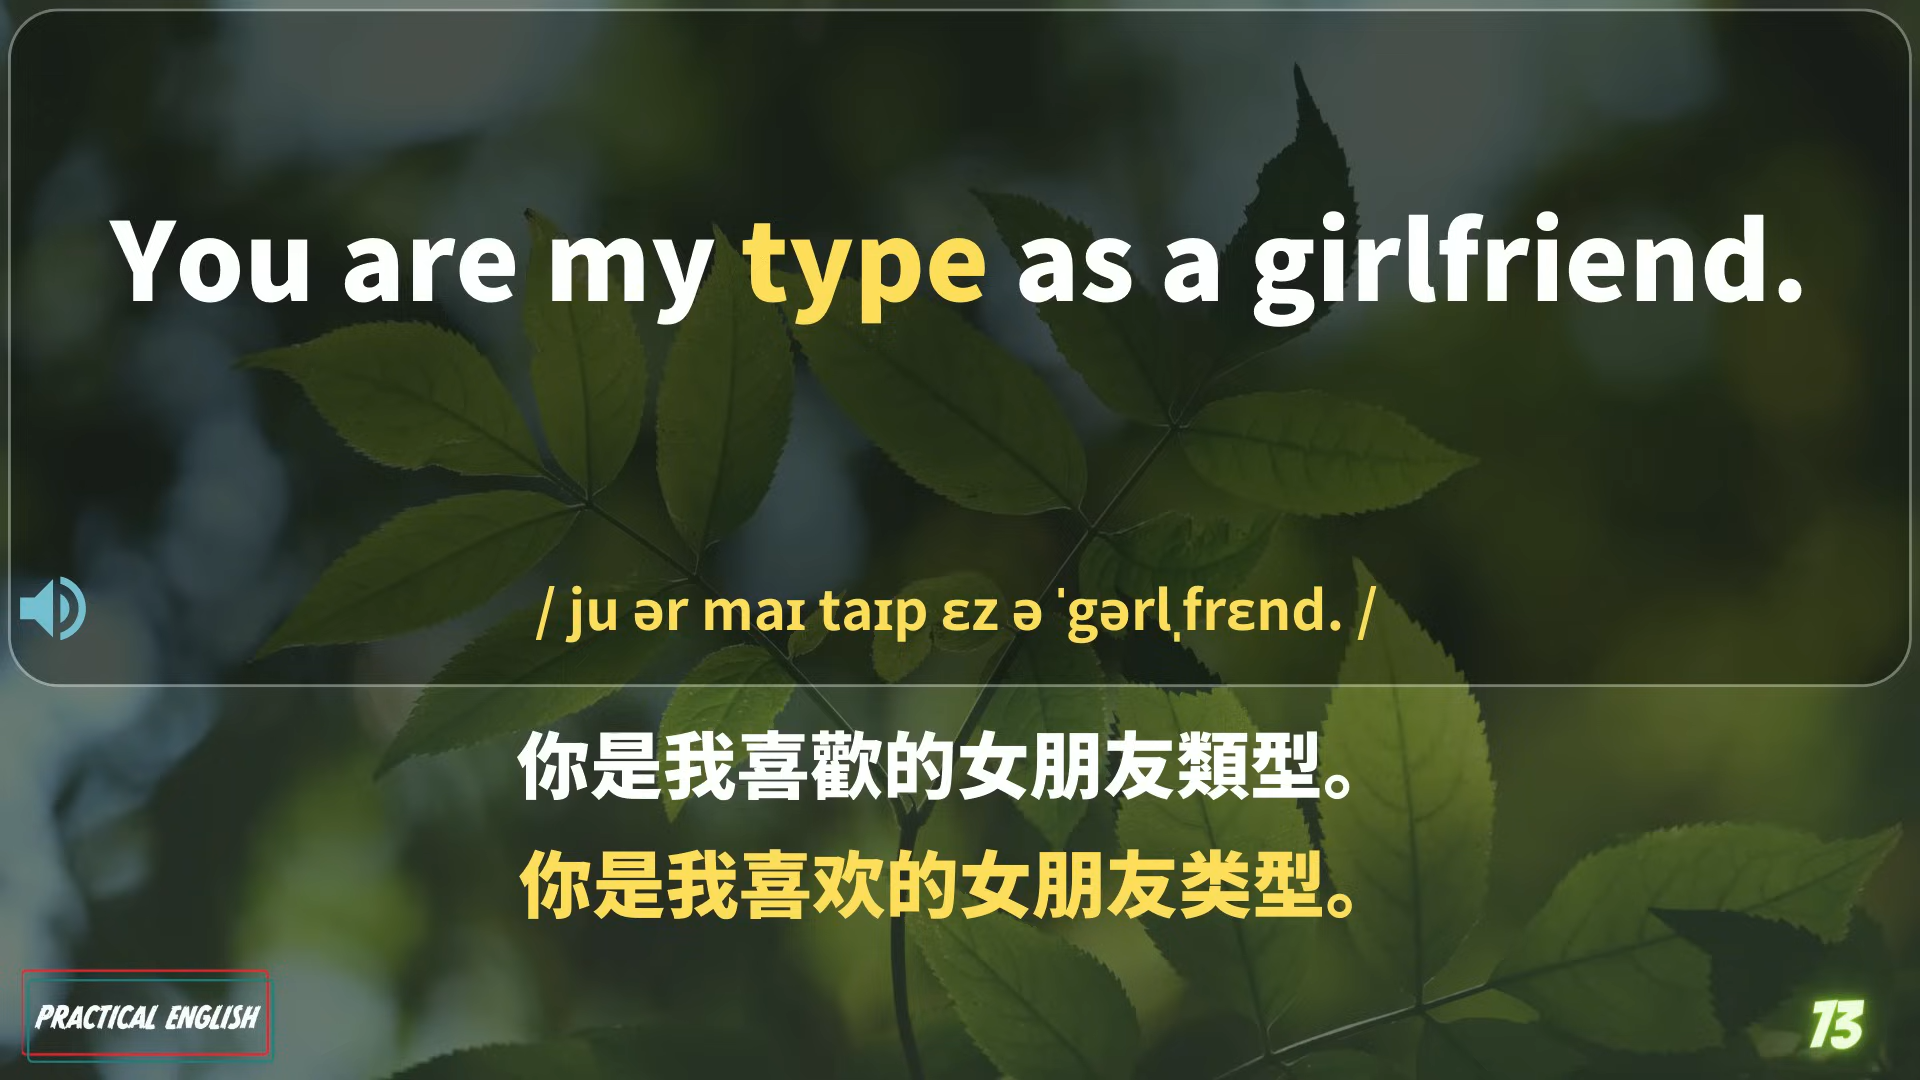 You are my type as a girlfriend.
/ ju ər maɪ taɪp ɛz ə ˈgərlˌfrɛnd. /
你是我喜歡的女朋友類型。
你是我喜欢的女朋友类型。
PRACTICAL ENGLISH
73